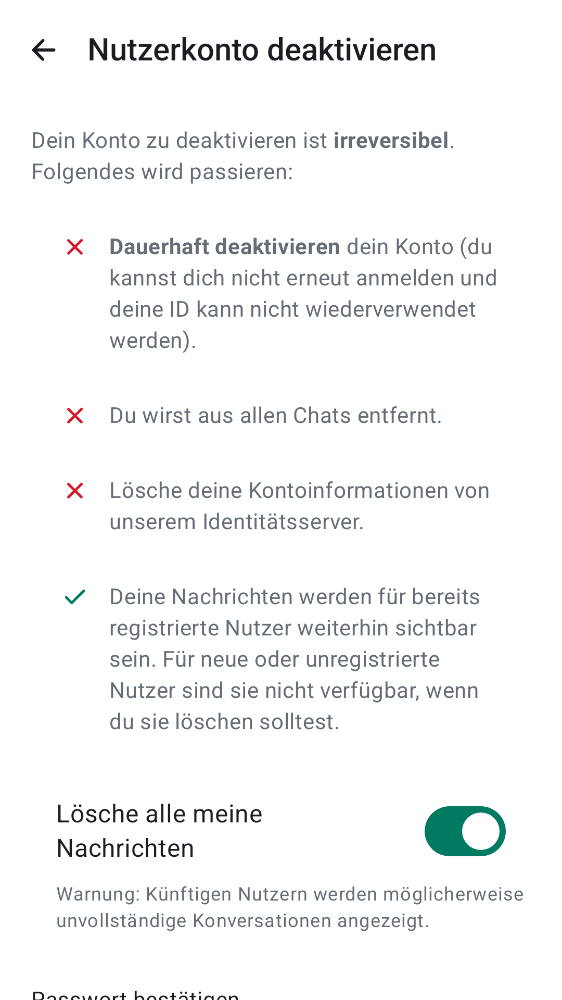 Nutzerkonto deaktivieren
Dein Konto zu deaktivieren ist irreversibel.
Folgendes wird passieren:
Dauerhaft deaktivieren dein Konto (du
kannst dich nicht erneut anmelden und
deine ID kann nicht wiederverwendet
werden).
Du wirst aus allen Chats entfernt.
Lösche deine Kontoinformationen von
unserem Identitätsserver.
Deine Nachrichten werden für bereits
registrierte Nutzer weiterhin sichtbar
sein. Für neue oder unregistrierte
Nutzer sind sie nicht verfügbar, wenn
du sie löschen solltest.
Lösche alle meine
Nachrichten
Warnung: Künftigen Nutzern werden möglicherweise
unvollständige Konversationen angezeigt.
Passwort bestätigen